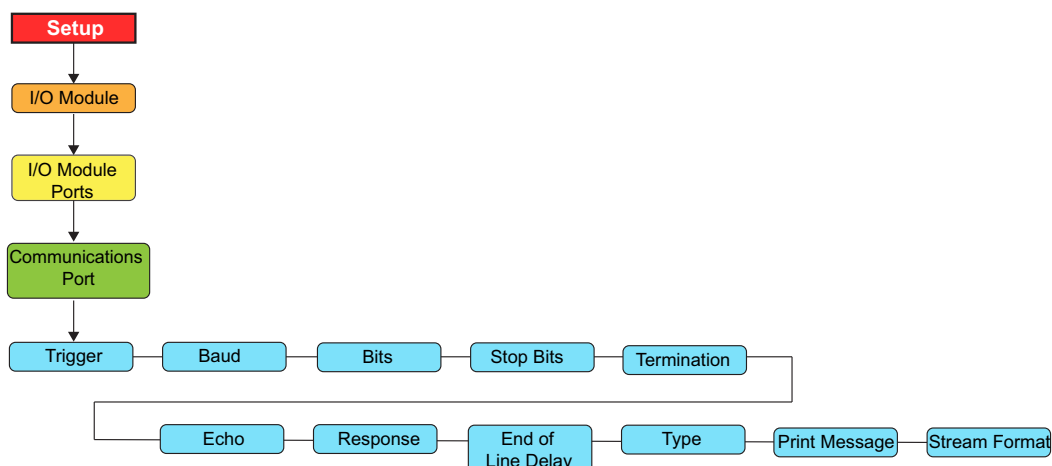 Setup
I/O Module
I/O Module
Ports
Communications
Port
Trigger
Baud
Bits
Stop Bits
Termination
Echo
Response
End of
Line Delay
Type
Print Message
Stream Format